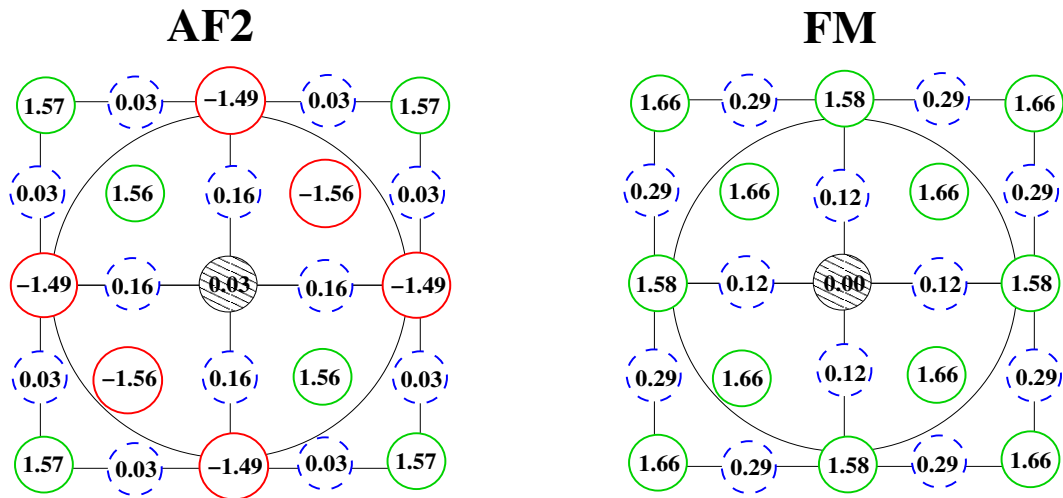 AF2
1.57 0.03 −1.49 0.03 1.57
0.03 1.56 0.16 −1.56 0.03
−1.49 0.16 0.03 0.16 −1.49
0.03 −1.56 0.16 1.56 0.03
1.57 0.03 −1.49 0.03 1.57
FM
1.66 0.29 1.58 0.29 1.66
0.29 1.66 0.12 1.66 0.29
1.58 0.12 0.00 0.12 1.58
0.29 1.66 0.12 1.66 0.29
1.66 0.29 1.58 0.29 1.66